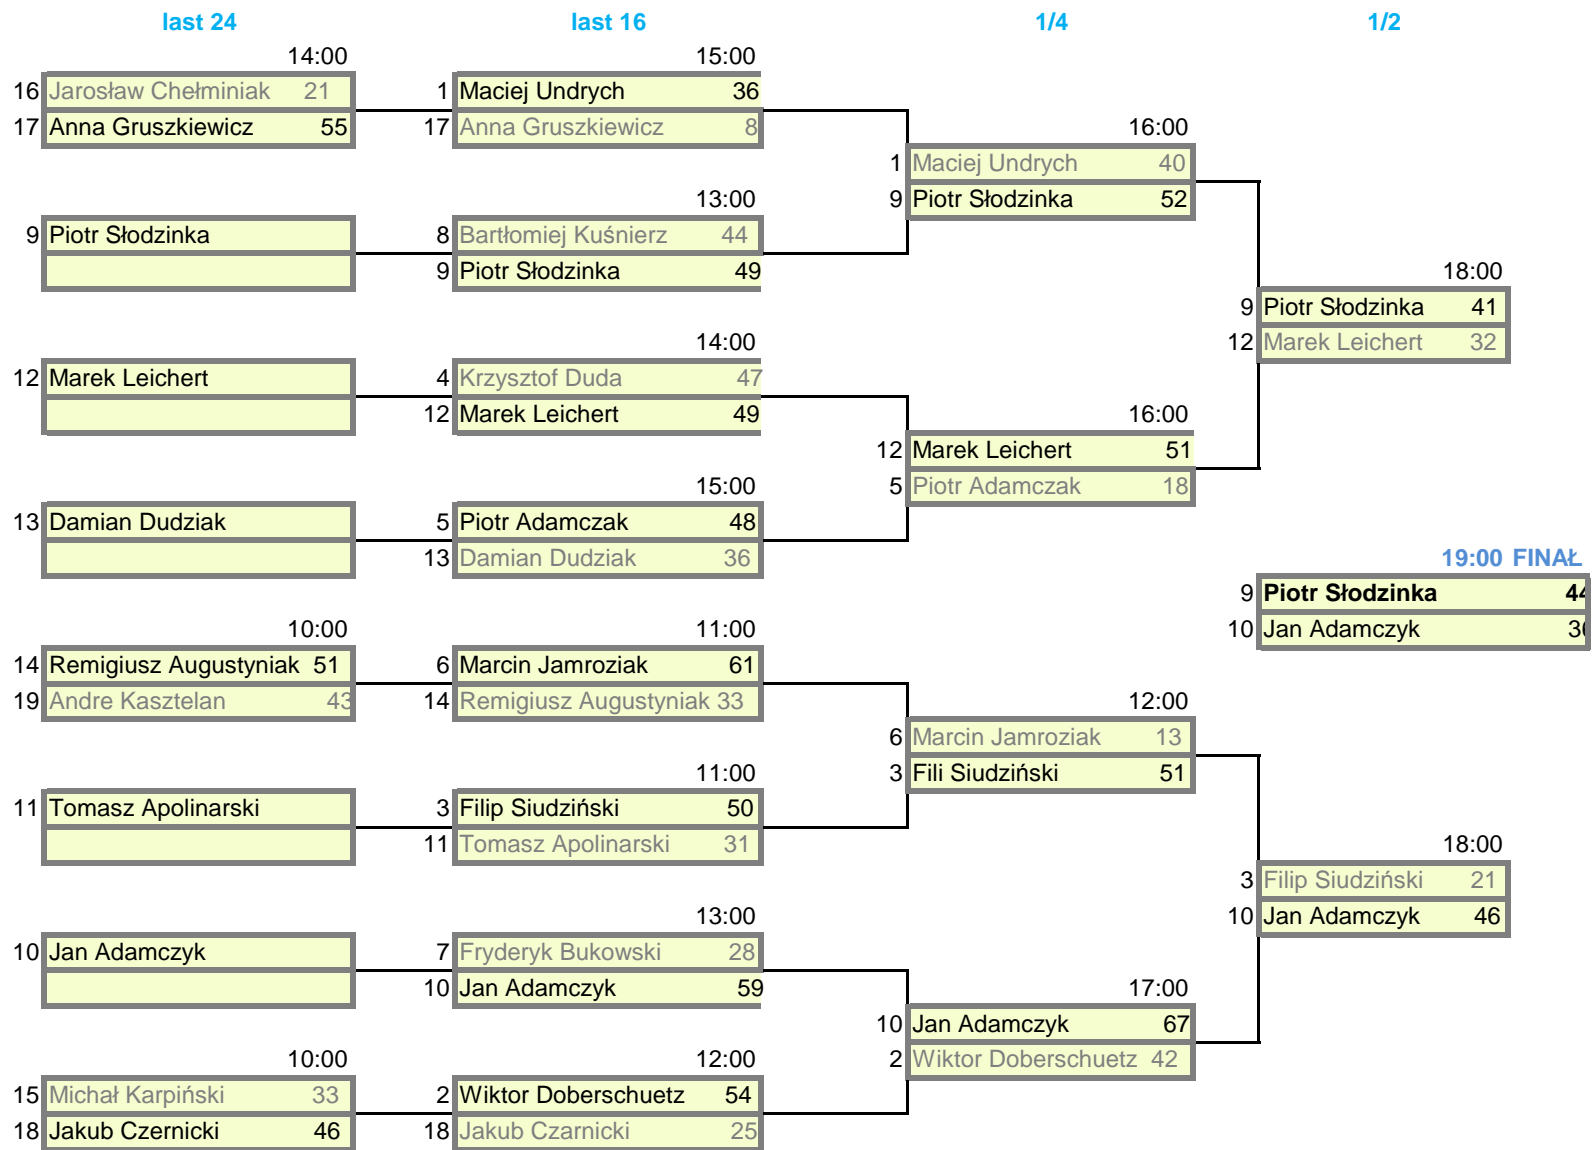 last 24 last 16 1/4 1/2
14:00 15:00
16 Jarosław Chełminiak 21 1 Maciej Undrych 36
17 Anna Gruszkiewicz 55 17 Anna Gruszkiewicz 8 16:00
1 Maciej Undrych 40
13:00 9 Piotr Słodzinka 52
9 Piotr Słodzinka 8 Bartłomiej Kuśnierz 44
9 Piotr Słodzinka 49 18:00
9 Piotr Słodzinka 41
14:00 12 Marek Leichert 32
12 Marek Leichert 4 Krzysztof Duda 47
12 Marek Leichert 49 16:00
12 Marek Leichert 51
15:00 5 Piotr Adamczak 18
13 Damian Dudziak 5 Piotr Adamczak 48
13 Damian Dudziak 36 19:00 FINAŁ
9 Piotr Słodzinka 44
10:00 11:00 10 Jan Adamczyk 36
14 Remigiusz Augustyniak 51 6 Marcin Jamroziak 61
19 Andre Kasztelan 43 14 Remigiusz Augustyniak 33 12:00
6 Marcin Jamroziak 13
11:00 3 Fili Siudziński 51
11 Tomasz Apolinarski 3 Filip Siudziński 50
11 Tomasz Apolinarski 31 18:00
3 Filip Siudziński 21
13:00 10 Jan Adamczyk 46
10 Jan Adamczyk 7 Fryderyk Bukowski 28
10 Jan Adamczyk 59 17:00
10 Jan Adamczyk 67
10:00 12:00 2 Wiktor Doberschuetz 42
15 Michał Karpiński 33 2 Wiktor Doberschuetz 54
18 Jakub Czernicki 46 18 Jakub Czarnicki 25